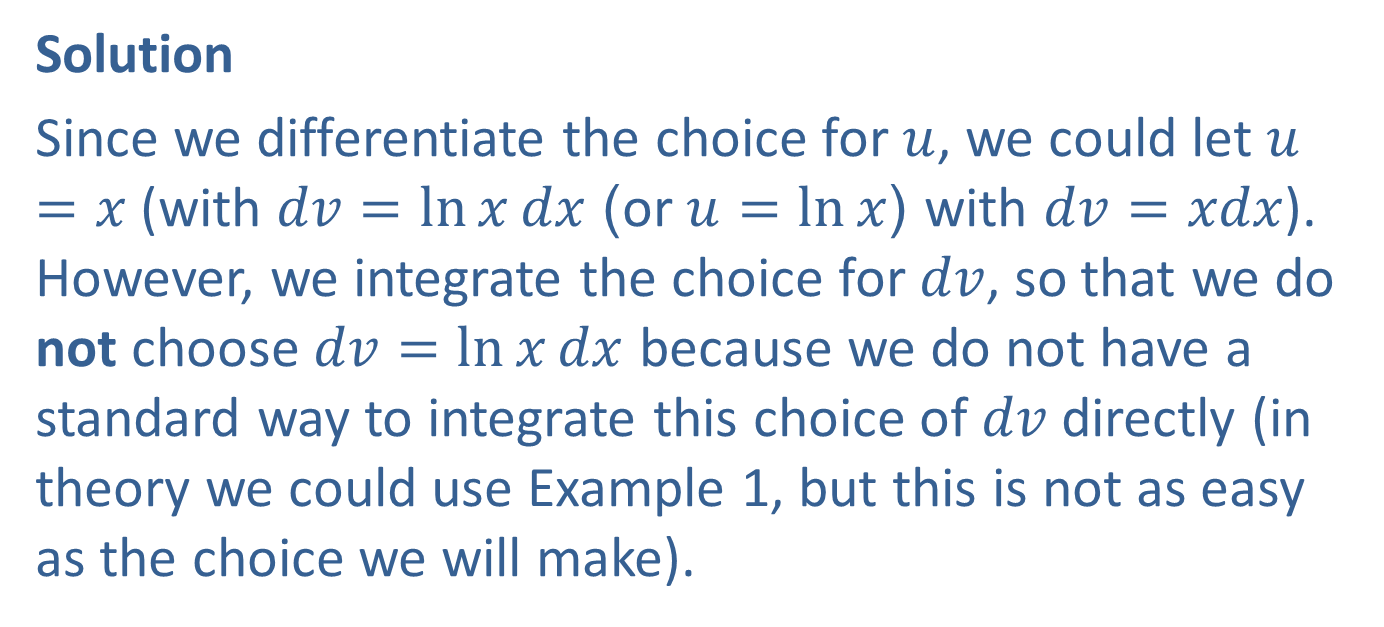 Solution
Since we differentiate the choice for u, we could let u
= x (with dv = ln x dx (or u = ln x) with dv = xdx).
However, we integrate the choice for dv, so that we do
not choose dv = ln x dx because we do not have a
standard way to integrate this choice of dv directly (in
theory we could use Example 1, but this is not as easy
as the choice we will make).